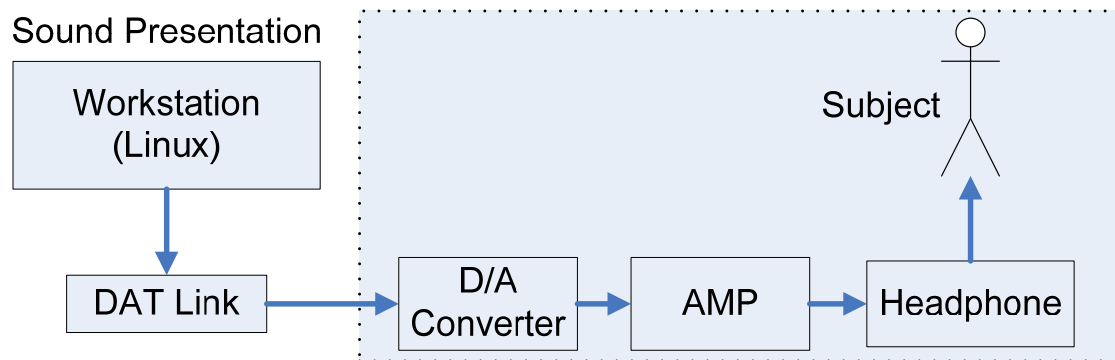 Sound Presentation
Workstation
(Linux)
Subject
DAT Link
D/A
Converter
AMP
Headphone